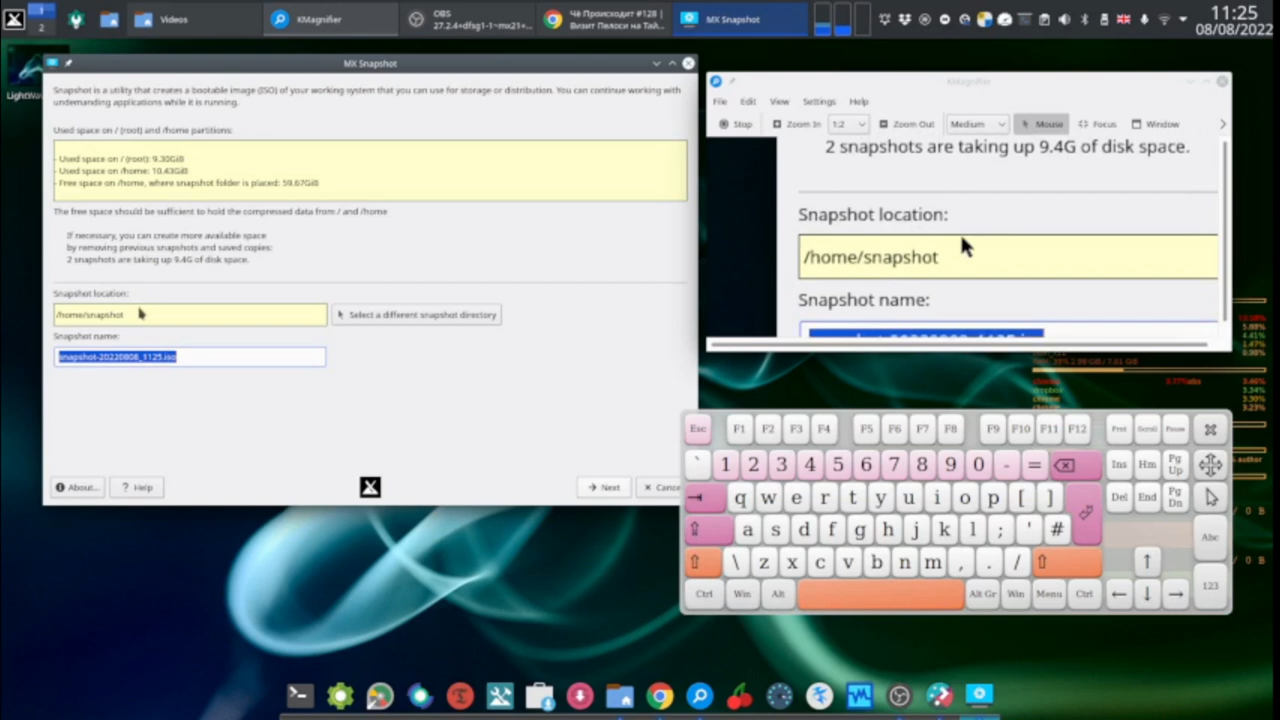 1
2
Videos
KMagnifier
OBS
27.2.4+dfsg1-1~mx21+...
Чё Происходит #128 |
Визит Пелоси на Тай...
MX Snapshot
11:25
08/08/2022
MX Snapshot
Snapshot is a utility that creates a bootable image (ISO) of your working system that you can use for storage or distribution. You can continue working with
undemanding applications while it is running.
Used space on / (root) and /home partitions:
- Used space on / (root): 9.30GiB
- Used space on /home: 10.43GiB
- Free space on /home, where snapshot folder is placed: 59.67GiB
The free space should be sufficient to hold the compressed data from / and /home
If necessary, you can create more available space
by removing previous snapshots and saved copies:
2 snapshots are taking up 9.4G of disk space.
Snapshot location:
/home/snapshot
Select a different snapshot directory
Snapshot name:
snapshot-20220808_1125.iso
About...
? Help
Next
Cance
KMagnifier
File Edit View Settings Help
Stop Zoom In 1:2 Zoom Out Medium Mouse Focus Window
2 snapshots are taking up 9.4G of disk space.
Snapshot location:
/home/snapshot
Snapshot name:
Esc F1 F2 F3 F4 F5 F6 F7 F8 F9 F10 F11 F12 Prnt Scroll Pause
` 1 2 3 4 5 6 7 8 9 0 - = Ins Hm Pg Up
q w e r t y u i o p [ ] Del End Pg Dn
a s d f g h j k l ; ' # Abc
\ z x c v b n m , . /
Ctrl Win Alt Alt Gr Win Menu Ctrl 123